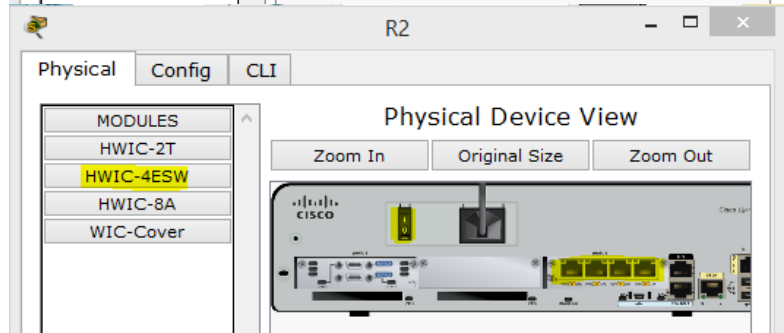 R2
Physical Config CLI
MODULES
HWIC-2T
HWIC-4ESW
HWIC-8A
WIC-Cover
Physical Device View
Zoom In Original Size Zoom Out
CISCO